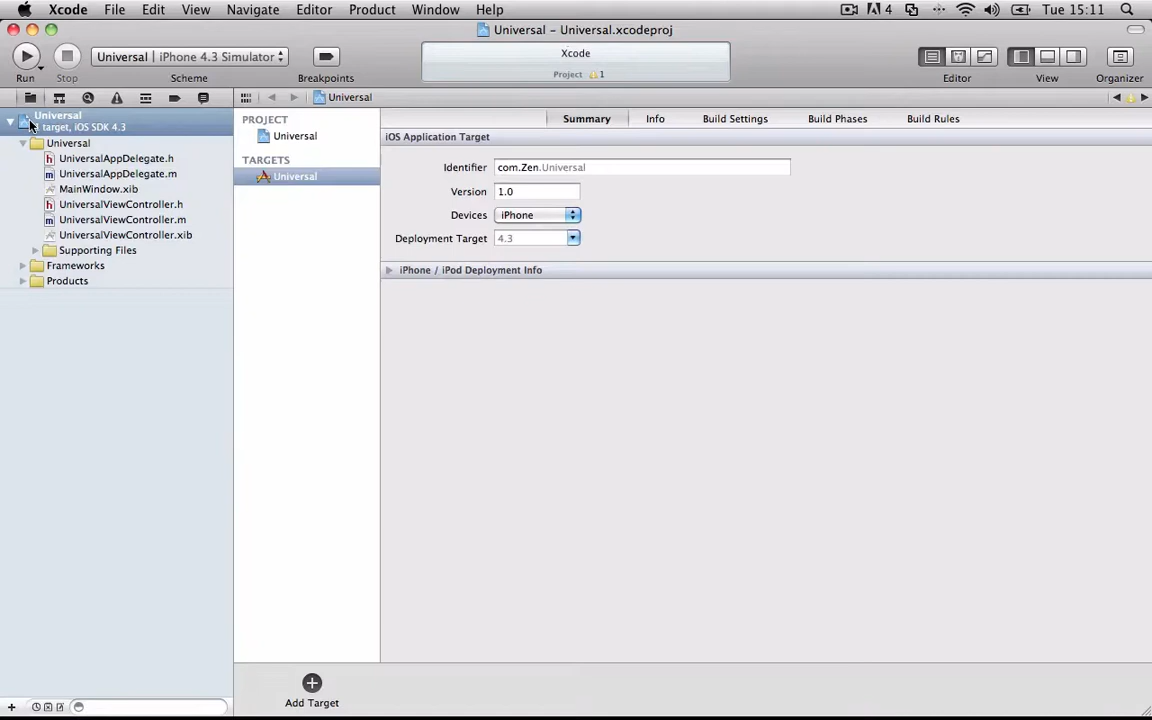 Xcode File Edit View Navigate Editor Product Window Help 4 Tue 15:11
Universal – Universal.xcodeproj
Universal | iPhone 4.3 Simulator
Xcode
Project 1
Run Stop Scheme Breakpoints Editor View Organizer
Universal
Universal
target, iOS SDK 4.3
Universal
UniversalAppDelegate.h
UniversalAppDelegate.m
MainWindow.xib
UniversalViewController.h
UniversalViewController.m
UniversalViewController.xib
Supporting Files
Frameworks
Products
PROJECT
Universal
TARGETS
Universal
Summary Info Build Settings Build Phases Build Rules
iOS Application Target
Identifier com.Zen.Universal
Version 1.0
Devices iPhone
Deployment Target 4.3
iPhone / iPod Deployment Info
Add Target